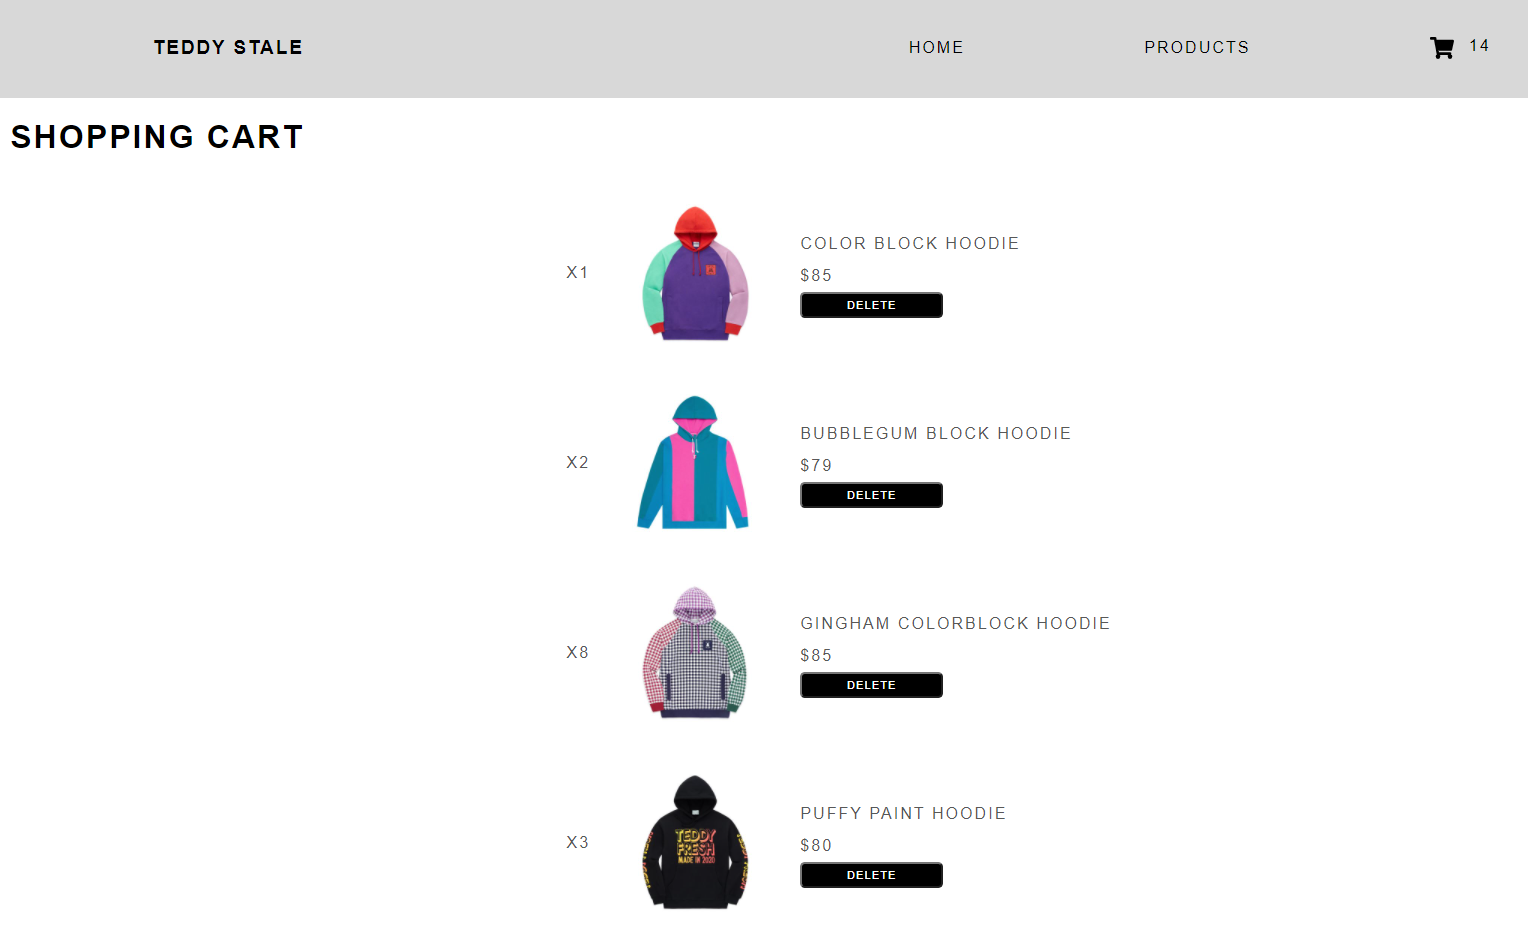 TEDDY STALE
HOME
PRODUCTS
14
SHOPPING CART
X1
COLOR BLOCK HOODIE
$85
DELETE
X2
BUBBLEGUM BLOCK HOODIE
$79
DELETE
X8
GINGHAM COLORBLOCK HOODIE
$85
DELETE
X3
TEDDY
FRESH
MADE IN 2020
PUFFY PAINT HOODIE
$80
DELETE